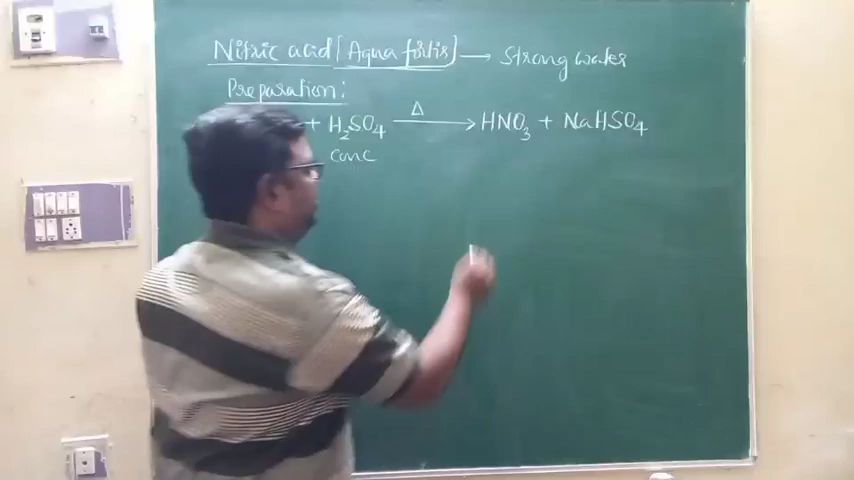 Nitric acid [Aqua fortis] → Strong water
Preparation:
+ H₂SO₄ —Δ→ HNO₃ + NaHSO₄
conc